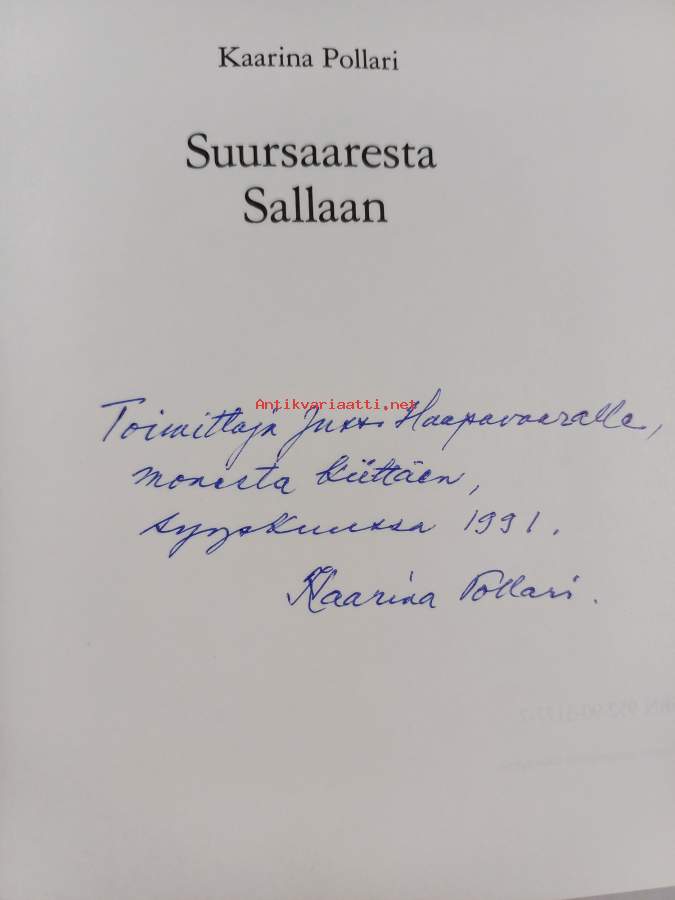 Kaarina Pollari
Suursaaresta
Sallaan
Antikvariaatti.net
Toimittaja Jussi Haapavaaralle,
monesta kiittäen,
syyskuussa 1991.
Kaarina Pollari.